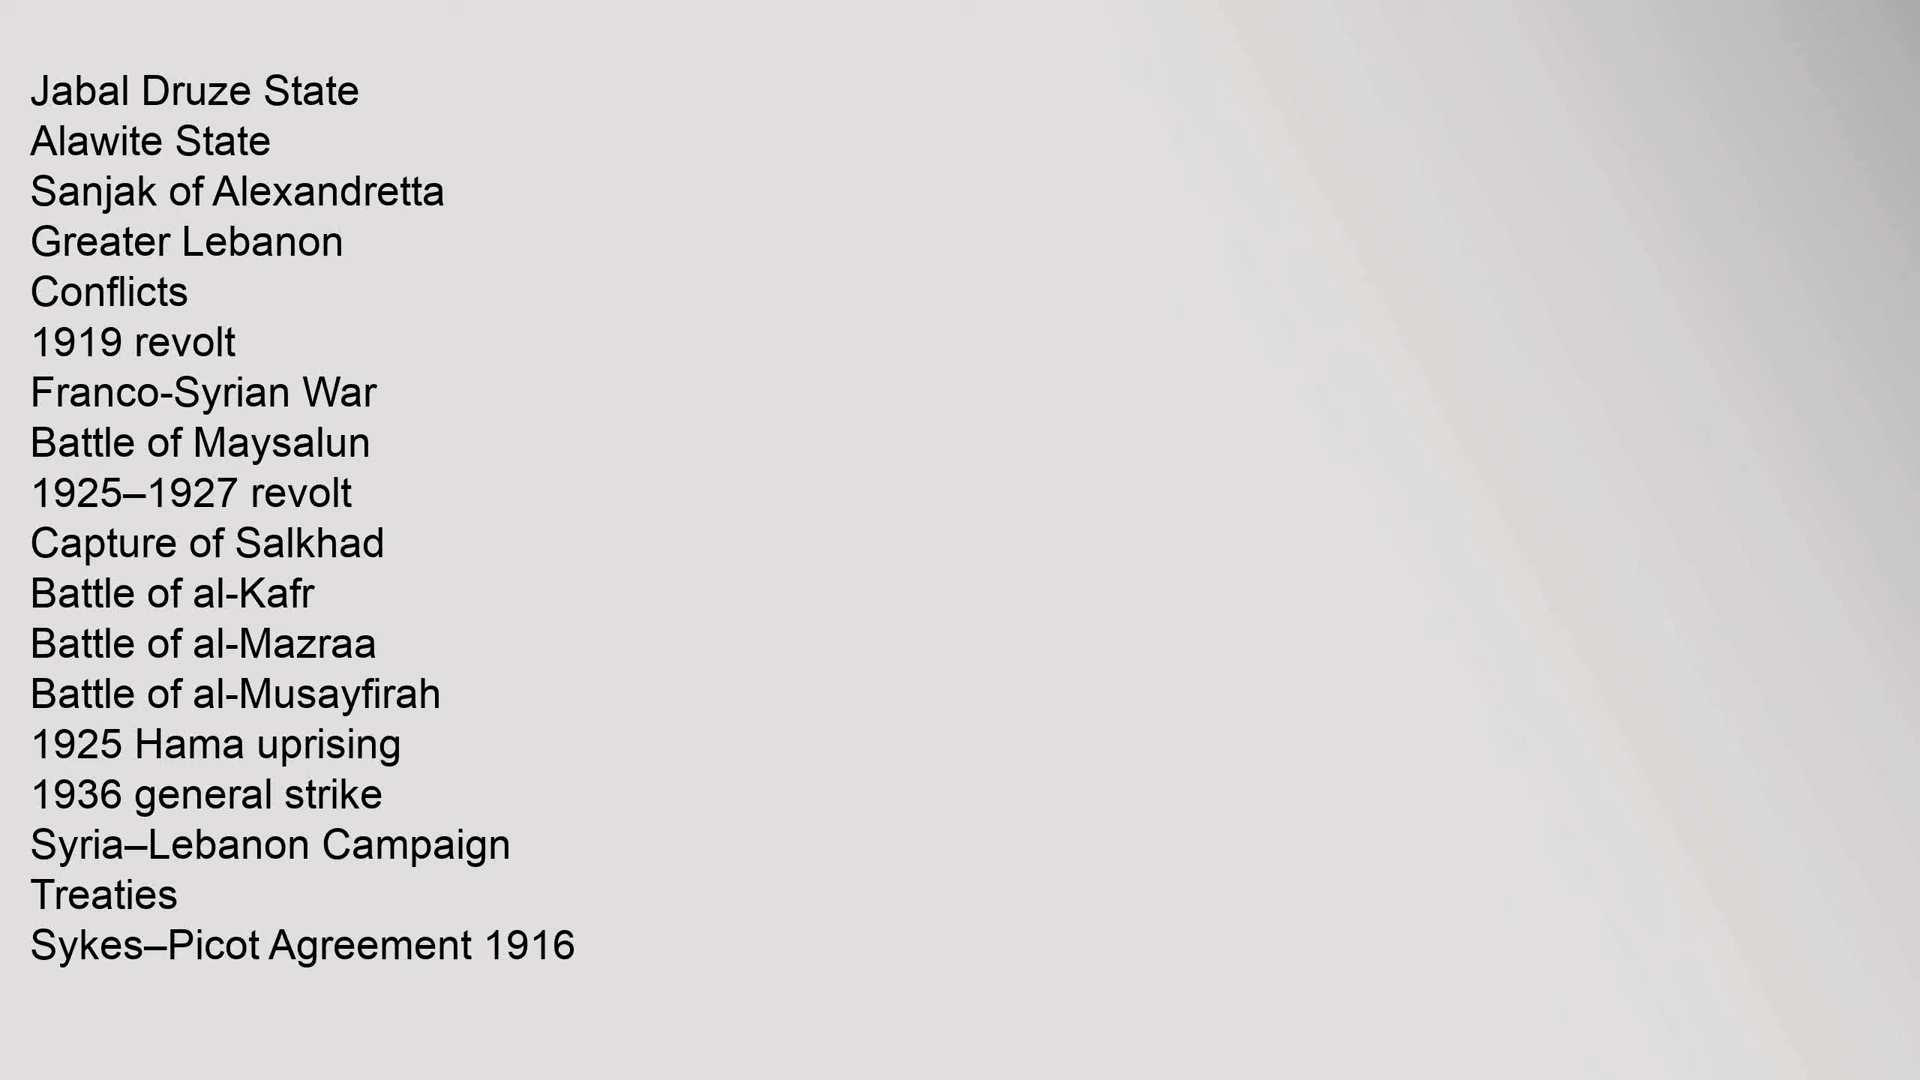 Jabal Druze State
Alawite State
Sanjak of Alexandretta
Greater Lebanon
Conflicts
1919 revolt
Franco-Syrian War
Battle of Maysalun
1925–1927 revolt
Capture of Salkhad
Battle of al-Kafr
Battle of al-Mazraa
Battle of al-Musayfirah
1925 Hama uprising
1936 general strike
Syria–Lebanon Campaign
Treaties
Sykes–Picot Agreement 1916